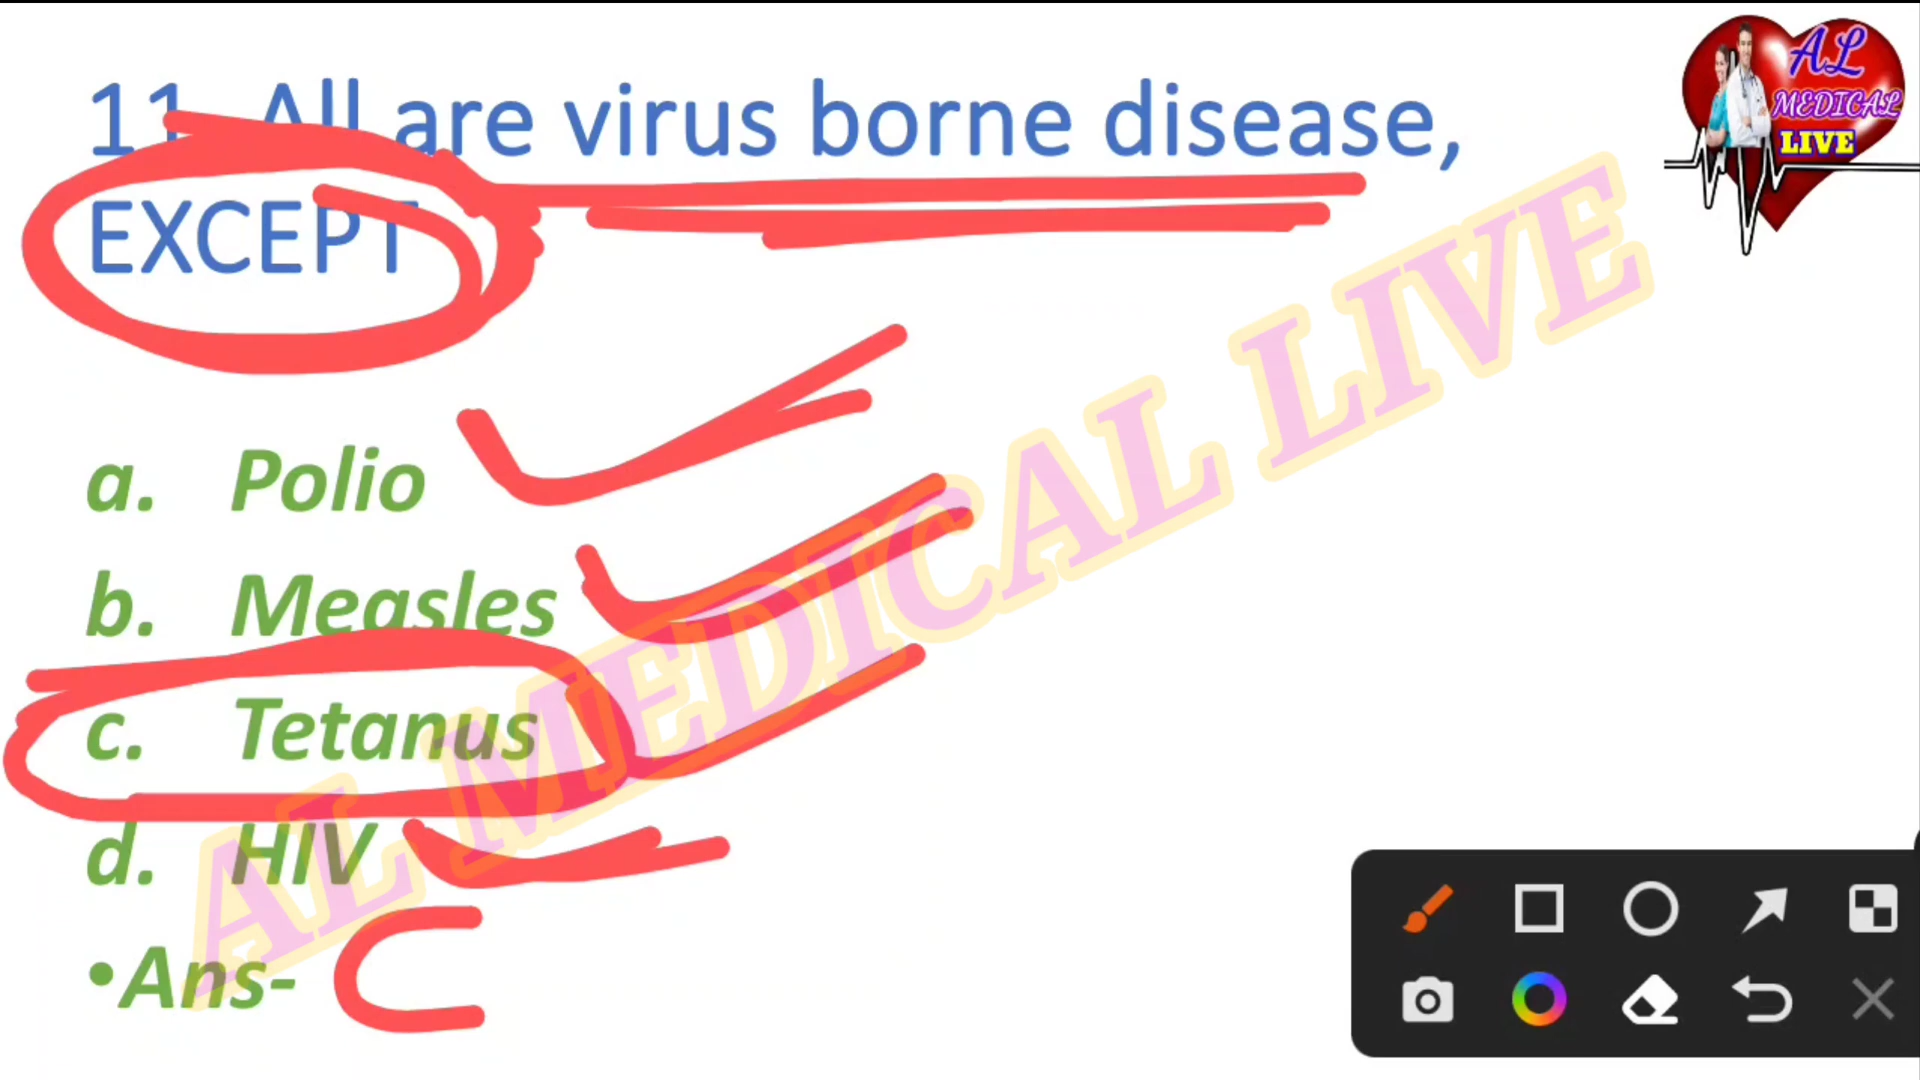 11. All are virus borne disease,
EXCEPT
a. Polio
b. Measles
c. Tetanus
d. HIV
•Ans- C
AL MEDICAL LIVE
AL
MEDICAL
LIVE